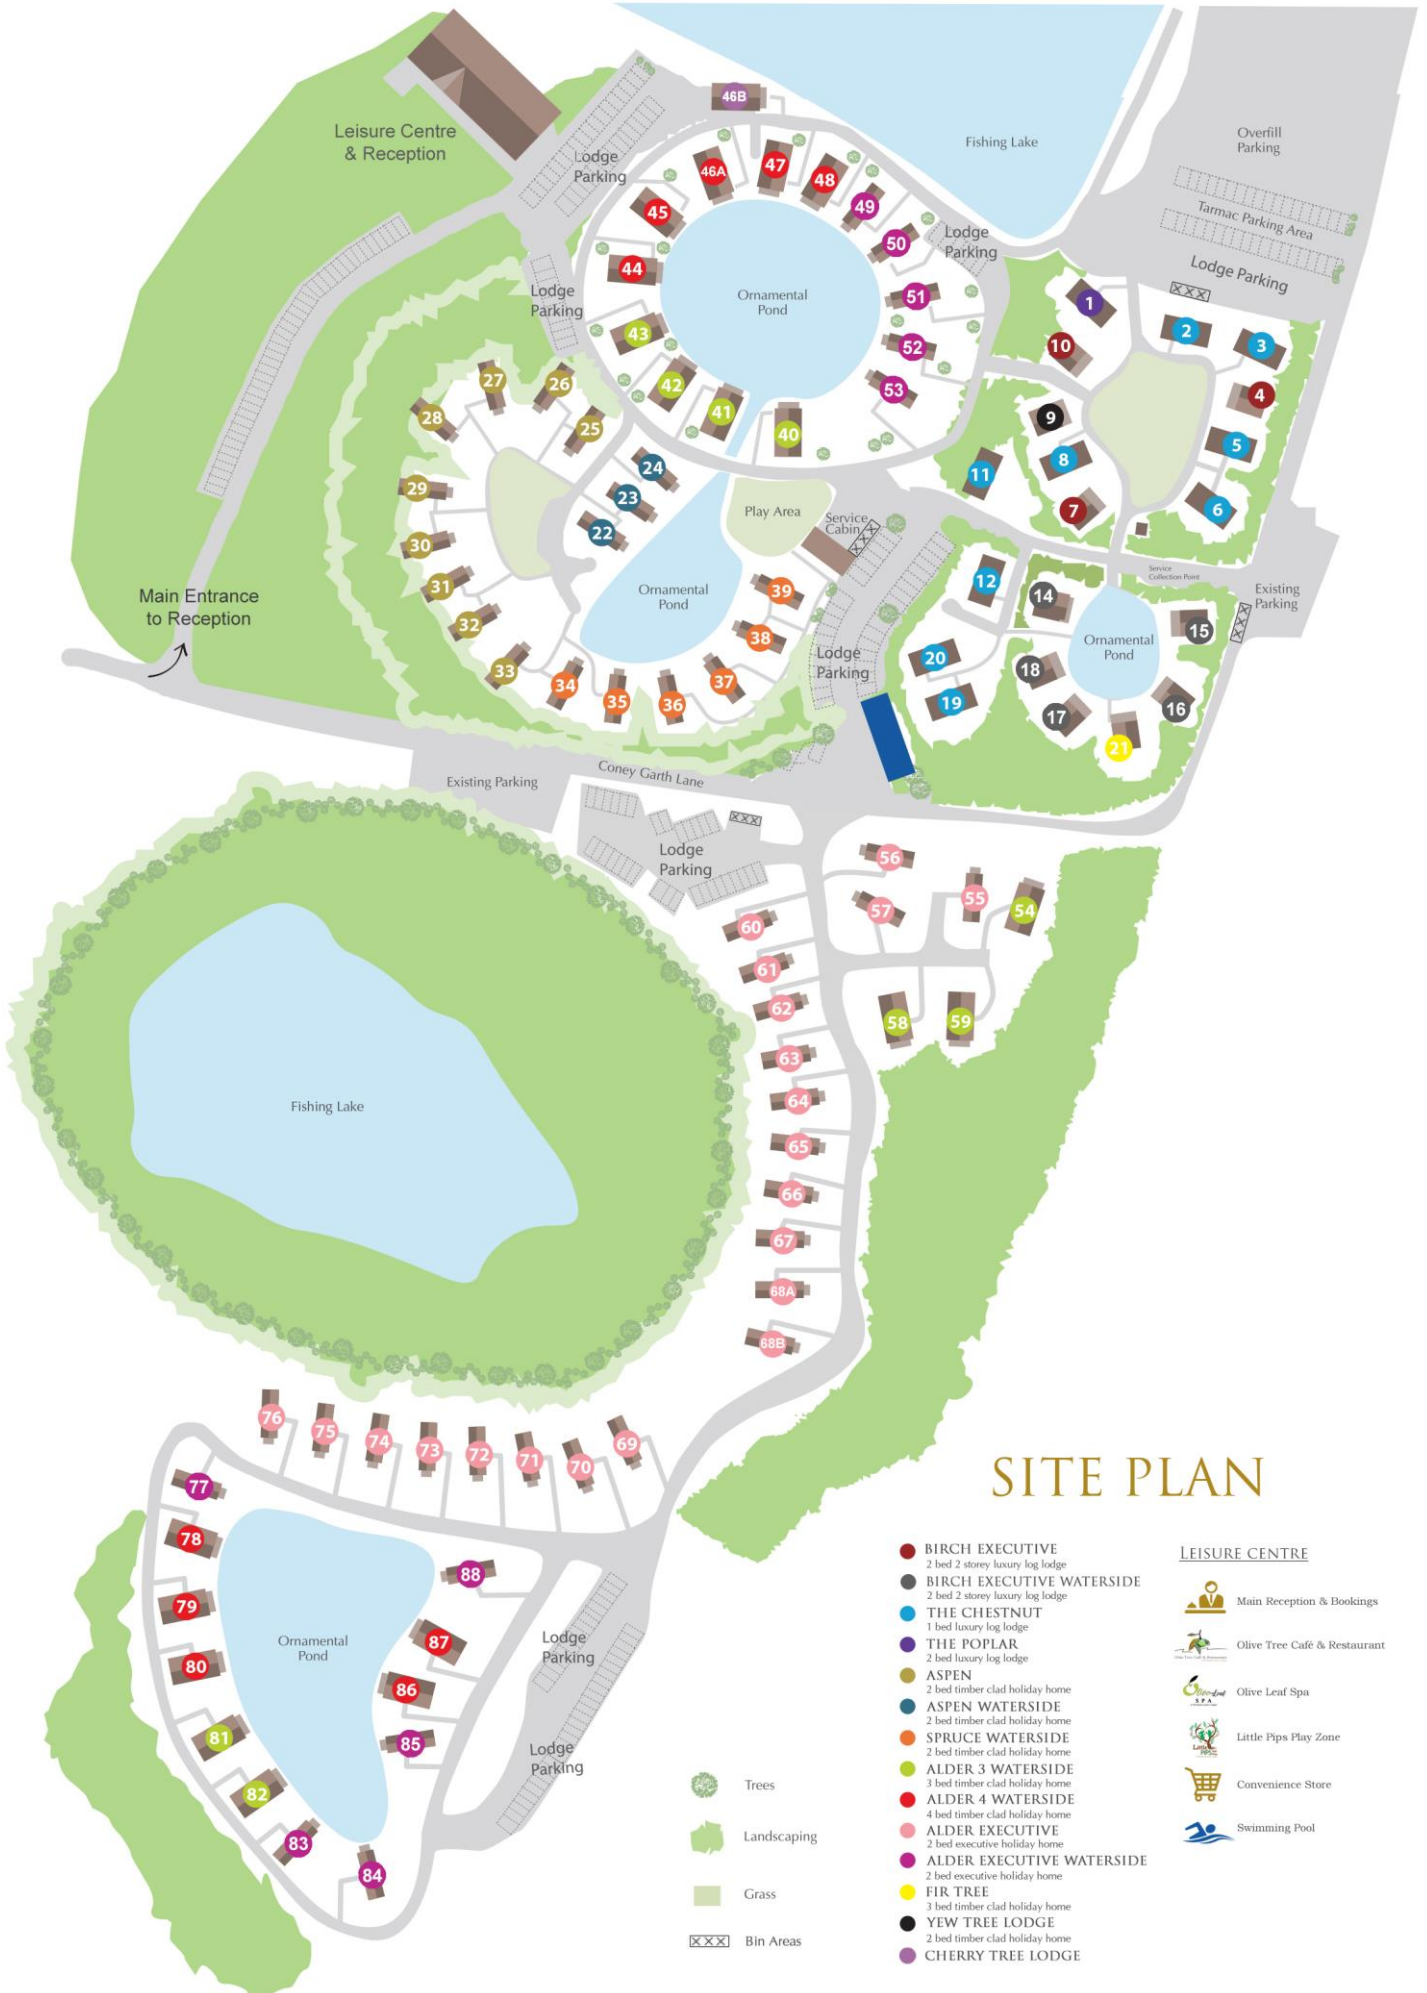 46B
Leisure Centre
& Reception
Lodge
Parking
Fishing Lake
Overfill
Parking
46A
47
48
49
45
50
Lodge
Parking
Tarmac Parking Area
Lodge Parking
44
Lodge
Parking
Ornamental
Pond
51
1
XXX
43
52
10
2
3
27
26
42
53
4
28
25
41
40
9
5
24
8
11
29
23
Play Area
Service
Cabin
XXX
7
6
30
22
31
Ornamental
Pond
39
12
14
Service
Collection Point
Existing
Parking
XXX
Main Entrance
to Reception
32
38
20
18
Ornamental
Pond
15
33
34
35
36
37
Lodge
Parking
19
17
16
21
Existing Parking
Coney Garth Lane
XXX
Lodge
Parking
56
57
55
54
60
61
62
58
59
63
64
65
66
67
68A
68B
Fishing Lake
76
75
74
73
72
71
70
69
77
78
79
80
81
82
83
84
85
86
87
88
Ornamental
Pond
Lodge
Parking
Lodge
Parking
SITE PLAN
BIRCH EXECUTIVE
2 bed 2 storey luxury log lodge
BIRCH EXECUTIVE WATERSIDE
2 bed 2 storey luxury log lodge
THE CHESTNUT
1 bed luxury log lodge
THE POPLAR
2 bed luxury log lodge
ASPEN
2 bed timber clad holiday home
ASPEN WATERSIDE
2 bed timber clad holiday home
SPRUCE WATERSIDE
2 bed timber clad holiday home
ALDER 3 WATERSIDE
3 bed timber clad holiday home
ALDER 4 WATERSIDE
4 bed timber clad holiday home
ALDER EXECUTIVE
2 bed executive holiday home
ALDER EXECUTIVE WATERSIDE
2 bed executive holiday home
FIR TREE
3 bed timber clad holiday home
YEW TREE LODGE
2 bed timber clad holiday home
CHERRY TREE LODGE
LEISURE CENTRE
Main Reception & Bookings
Olive Tree Café & Restaurant
Olive Leaf Spa
SPA
Little Pips Play Zone
Convenience Store
Swimming Pool
Trees
Landscaping
Grass
XXX
Bin Areas